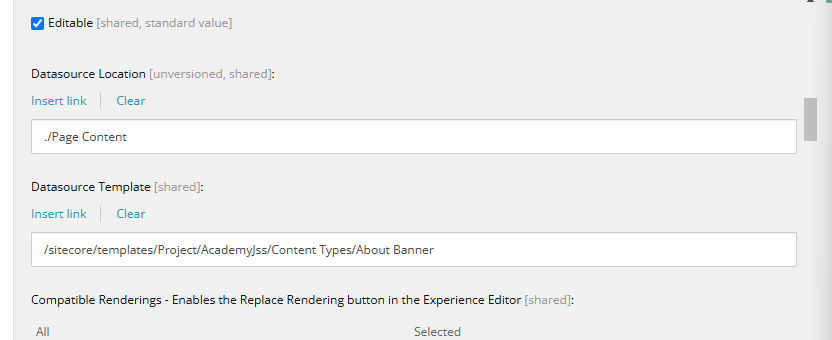 Editable [shared, standard value]
Datasource Location [unversioned, shared]:
Insert link Clear
./Page Content
Datasource Template [shared]:
Insert link Clear
/sitecore/templates/Project/AcademyJss/Content Types/About Banner
Compatible Renderings - Enables the Replace Rendering button in the Experience Editor [shared]:
All Selected